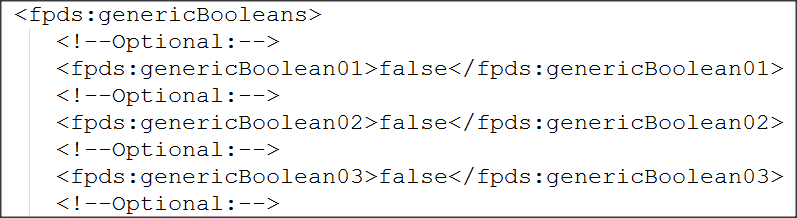 <fpds:genericBooleans>
<!--Optional:-->
<fpds:genericBoolean01>false</fpds:genericBoolean01>
<!--Optional:-->
<fpds:genericBoolean02>false</fpds:genericBoolean02>
<!--Optional:-->
<fpds:genericBoolean03>false</fpds:genericBoolean03>
<!--Optional:-->